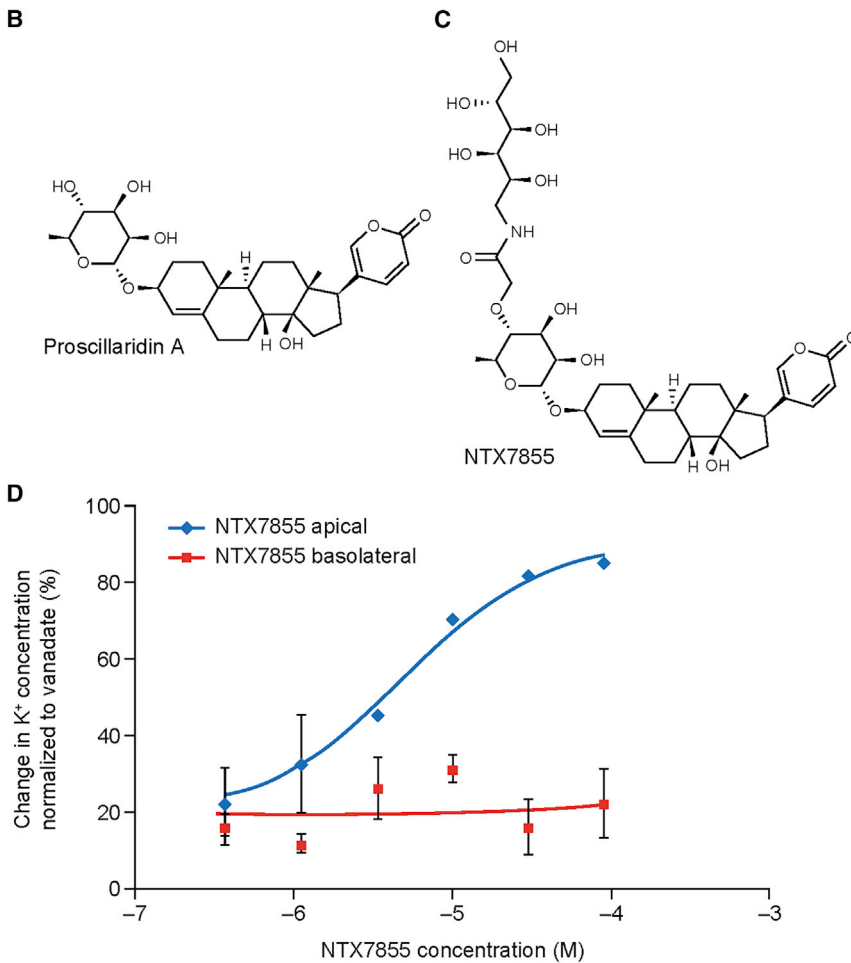 B
OH
HO
OH
HO
O
OH
O
H
H
OH
O
O
Proscillaridin A
C
OH
HO
OH
HO
OH
NH
O
O
OH
HO
O
OH
O
H
H
OH
O
O
NTX7855
D
NTX7855 apical
NTX7855 basolateral
Change in K⁺ concentration
normalized to vanadate (%)
100
80
60
40
20
0
–7
–6
–5
–4
–3
NTX7855 concentration (M)